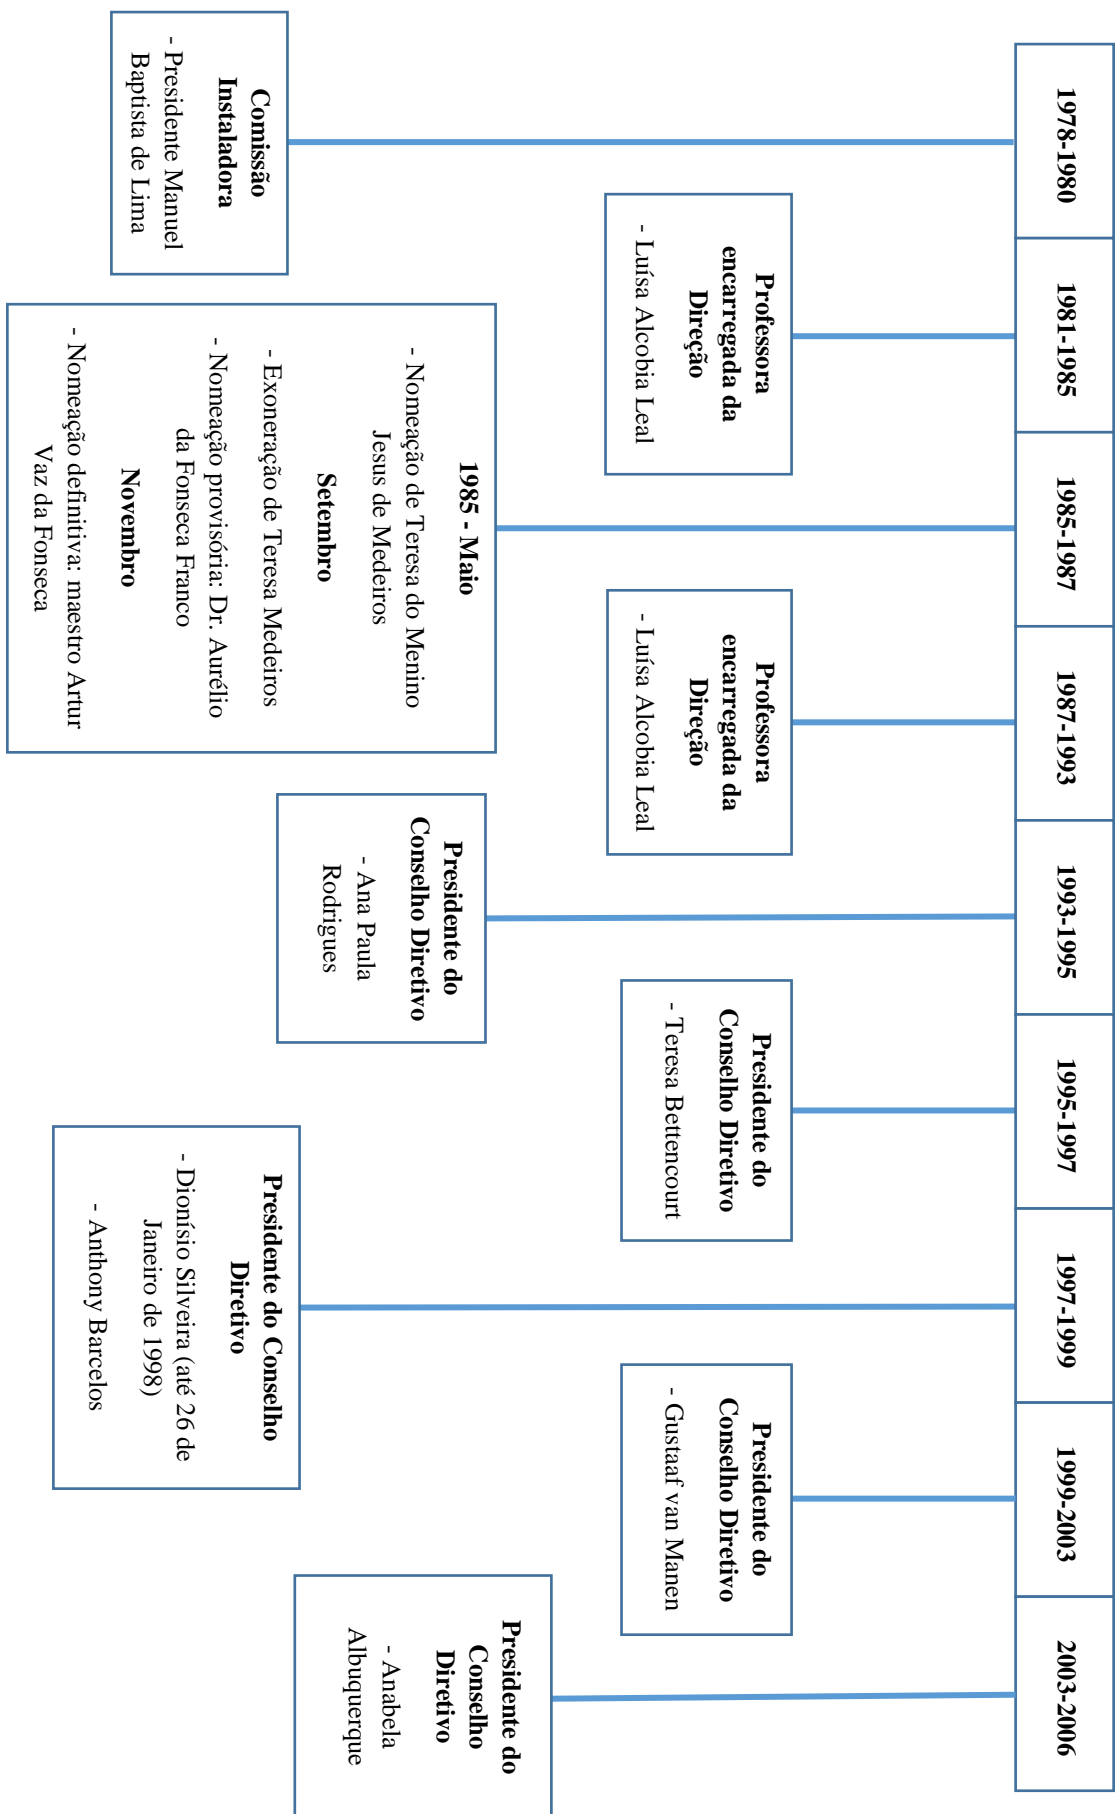 1978-1980
1981-1985
1985-1987
1987-1993
1993-1995
1995-1997
1997-1999
1999-2003
2003-2006
Comissão
Instaladora
- Presidente Manuel
Baptista de Lima
Professora
encarregada da
Direção
- Luísa Alcobia Leal
1985 - Maio
- Nomeação de Teresa do Menino
Jesus de Medeiros
Setembro
- Exoneração de Teresa Medeiros
- Nomeação provisória: Dr. Aurélio
da Fonseca Franco
Novembro
- Nomeação definitiva: maestro Artur
Vaz da Fonseca
Professora
encarregada da
Direção
- Luísa Alcobia Leal
Presidente do
Conselho Diretivo
- Ana Paula
Rodrigues
Presidente do
Conselho Diretivo
- Teresa Bettencourt
Presidente do Conselho
Diretivo
- Dionísio Silveira (até 26 de
Janeiro de 1998)
- Anthony Barcelos
Presidente do
Conselho Diretivo
- Gustaaf van Manen
Presidente do
Conselho
Diretivo
- Anabela
Albuquerque